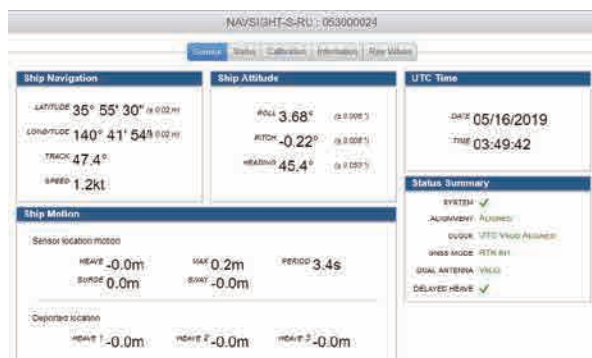 NAVSIGHT-S-RU : 053000024
General Status Calibration Information Raw Values
Ship Navigation
LATITUDE 35° 55' 30" (± 0.02 m)
LONGITUDE 140° 41' 54" (± 0.02 m)
TRACK 47.4°
SPEED 1.2kt
Ship Attitude
ROLL 3.68°
PITCH -0.22°
HEADING 45.4°
UTC Time
DATE 05/16/2019
TIME 03:49:42
Status Summary
SYSTEM
ALIGNMENT ALIGNED
CLOCK UTC VALID ALIGNED
GNSS MODE RTK INT
DUAL ANTENNA VALID
DELAYED HEAVE
Ship Motion
Sensor location motion
HEAVE -0.0m MAX 0.2m PERIOD 3.4s
SURGE 0.0m SWAY -0.0m
Deported location
HEAVE 1 -0.0m HEAVE 2 -0.0m HEAVE 3 -0.0m